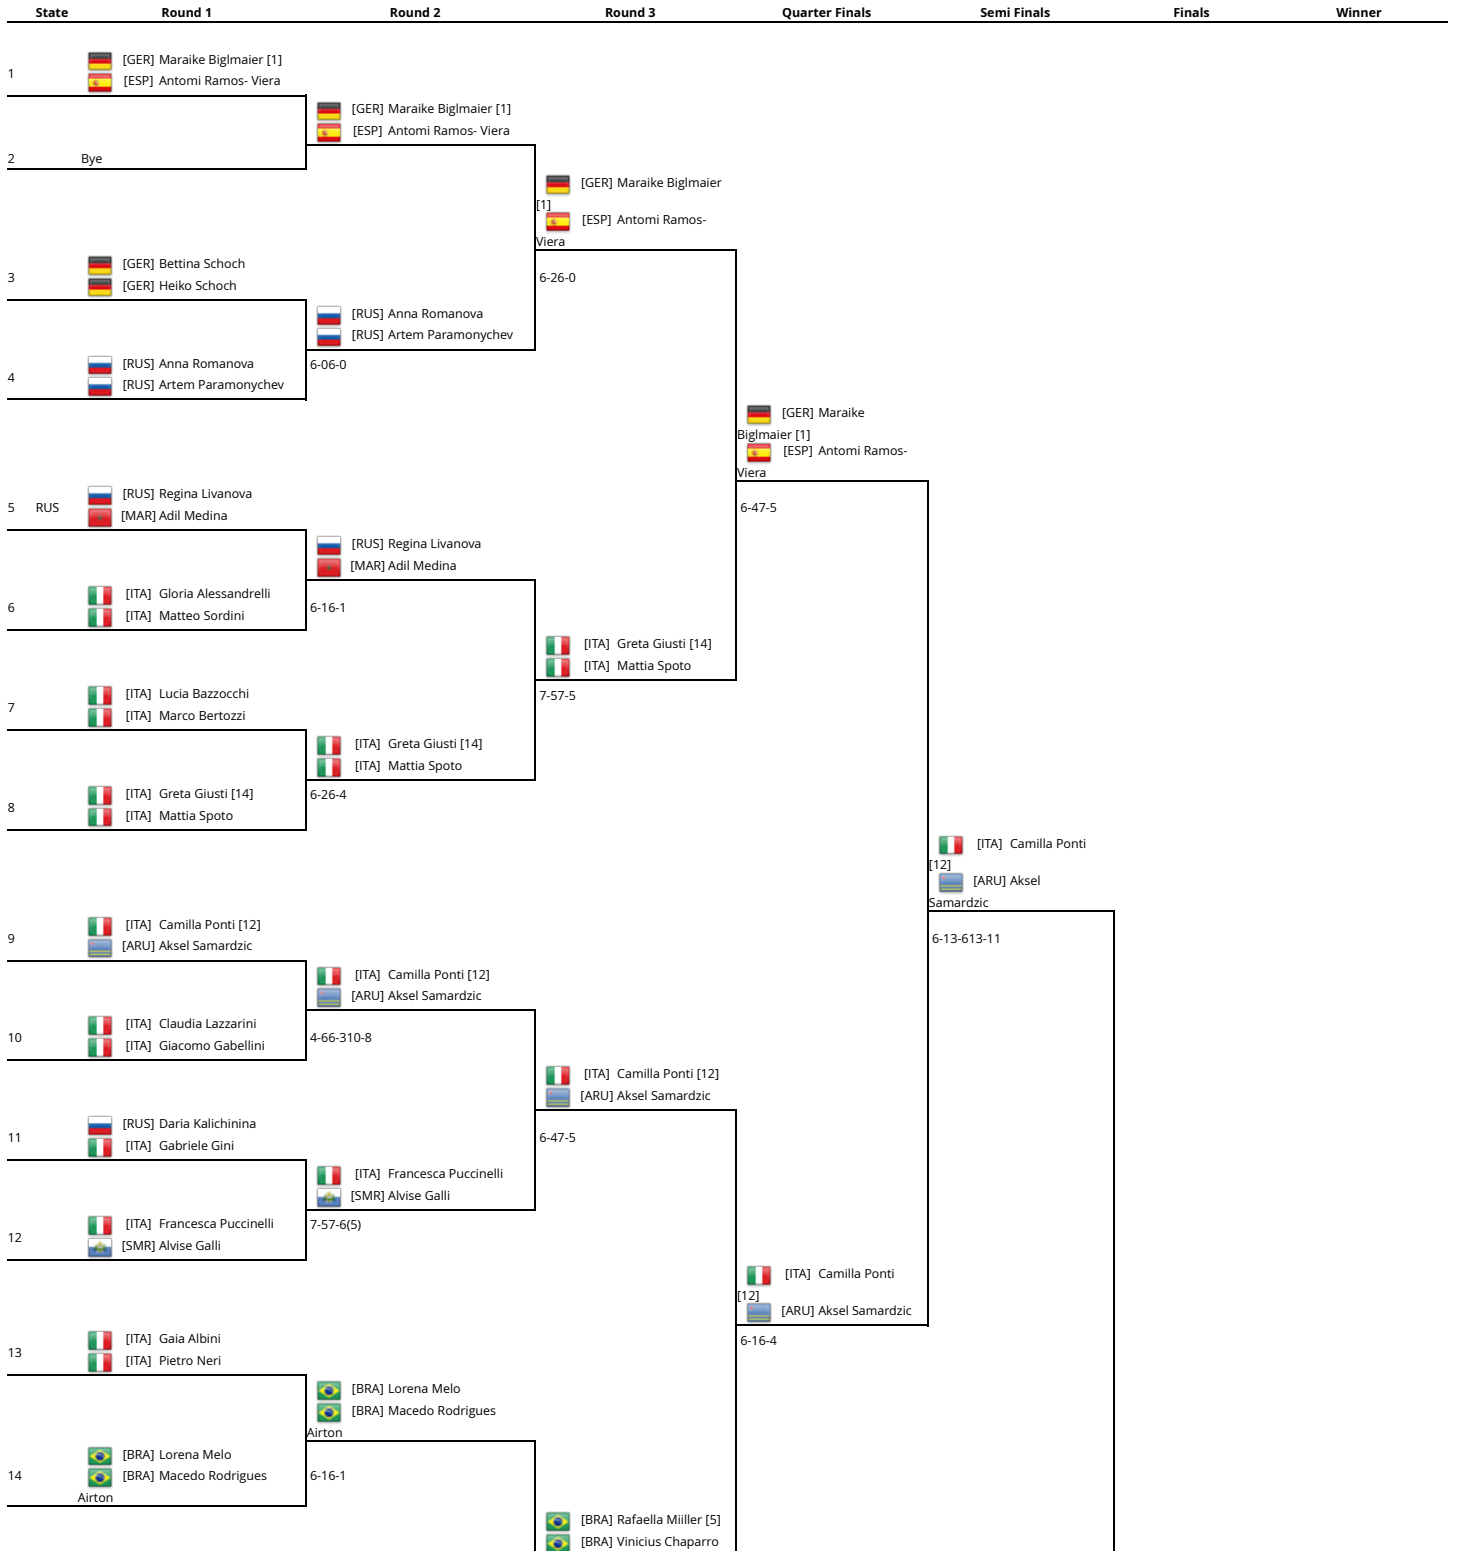 State Round 1 Round 2 Round 3 Quarter Finals Semi Finals Finals Winner
[GER] Maraike Biglmaier [1]
1
[ESP] Antomi Ramos- Viera
[GER] Maraike Biglmaier [1]
[ESP] Antomi Ramos- Viera
2 Bye
[GER] Maraike Biglmaier
[1]
[ESP] Antomi Ramos-
Viera
[GER] Bettina Schoch
3
[GER] Heiko Schoch
6-26-0
[RUS] Anna Romanova
[RUS] Artem Paramonychev
[RUS] Anna Romanova
6-06-0
4
[RUS] Artem Paramonychev
[GER] Maraike
Biglmaier [1]
[ESP] Antomi Ramos-
Viera
[RUS] Regina Livanova
5 RUS
[MAR] Adil Medina
6-47-5
[RUS] Regina Livanova
[MAR] Adil Medina
[ITA] Gloria Alessandrelli
6
[ITA] Matteo Sordini
6-16-1
[ITA] Greta Giusti [14]
[ITA] Mattia Spoto
[ITA] Lucia Bazzocchi
7
[ITA] Marco Bertozzi
7-57-5
[ITA] Greta Giusti [14]
[ITA] Mattia Spoto
[ITA] Greta Giusti [14]
6-26-4
8
[ITA] Mattia Spoto
[ITA] Camilla Ponti
[12]
[ARU] Aksel
Samardzic
[ITA] Camilla Ponti [12]
9
[ARU] Aksel Samardzic
6-13-613-11
[ITA] Camilla Ponti [12]
[ARU] Aksel Samardzic
[ITA] Claudia Lazzarini
10
[ITA] Giacomo Gabellini
4-66-310-8
[ITA] Camilla Ponti [12]
[ARU] Aksel Samardzic
[RUS] Daria Kalichinina
11
[ITA] Gabriele Gini
6-47-5
[ITA] Francesca Puccinelli
[SMR] Alvise Galli
[ITA] Francesca Puccinelli
7-57-6(5)
12
[SMR] Alvise Galli
[ITA] Camilla Ponti
[12]
[ARU] Aksel Samardzic
[ITA] Gaia Albini
6-16-4
13
[ITA] Pietro Neri
[BRA] Lorena Melo
[BRA] Macedo Rodrigues
Airton
[BRA] Lorena Melo
14
[BRA] Macedo Rodrigues
6-16-1
Airton
[BRA] Rafaella Miiller [5]
[BRA] Vinicius Chaparro